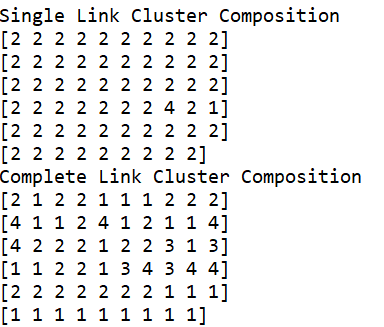 Single Link Cluster Composition
[2 2 2 2 2 2 2 2 2 2]
[2 2 2 2 2 2 2 2 2 2]
[2 2 2 2 2 2 2 2 2 2]
[2 2 2 2 2 2 2 4 2 1]
[2 2 2 2 2 2 2 2 2 2]
[2 2 2 2 2 2 2 2 2]
Complete Link Cluster Composition
[2 1 2 2 1 1 1 2 2 2]
[4 1 1 2 4 1 2 1 1 4]
[4 2 2 2 1 2 2 3 1 3]
[1 1 2 2 1 3 4 3 4 4]
[2 2 2 2 2 2 2 1 1 1]
[1 1 1 1 1 1 1 1 1]